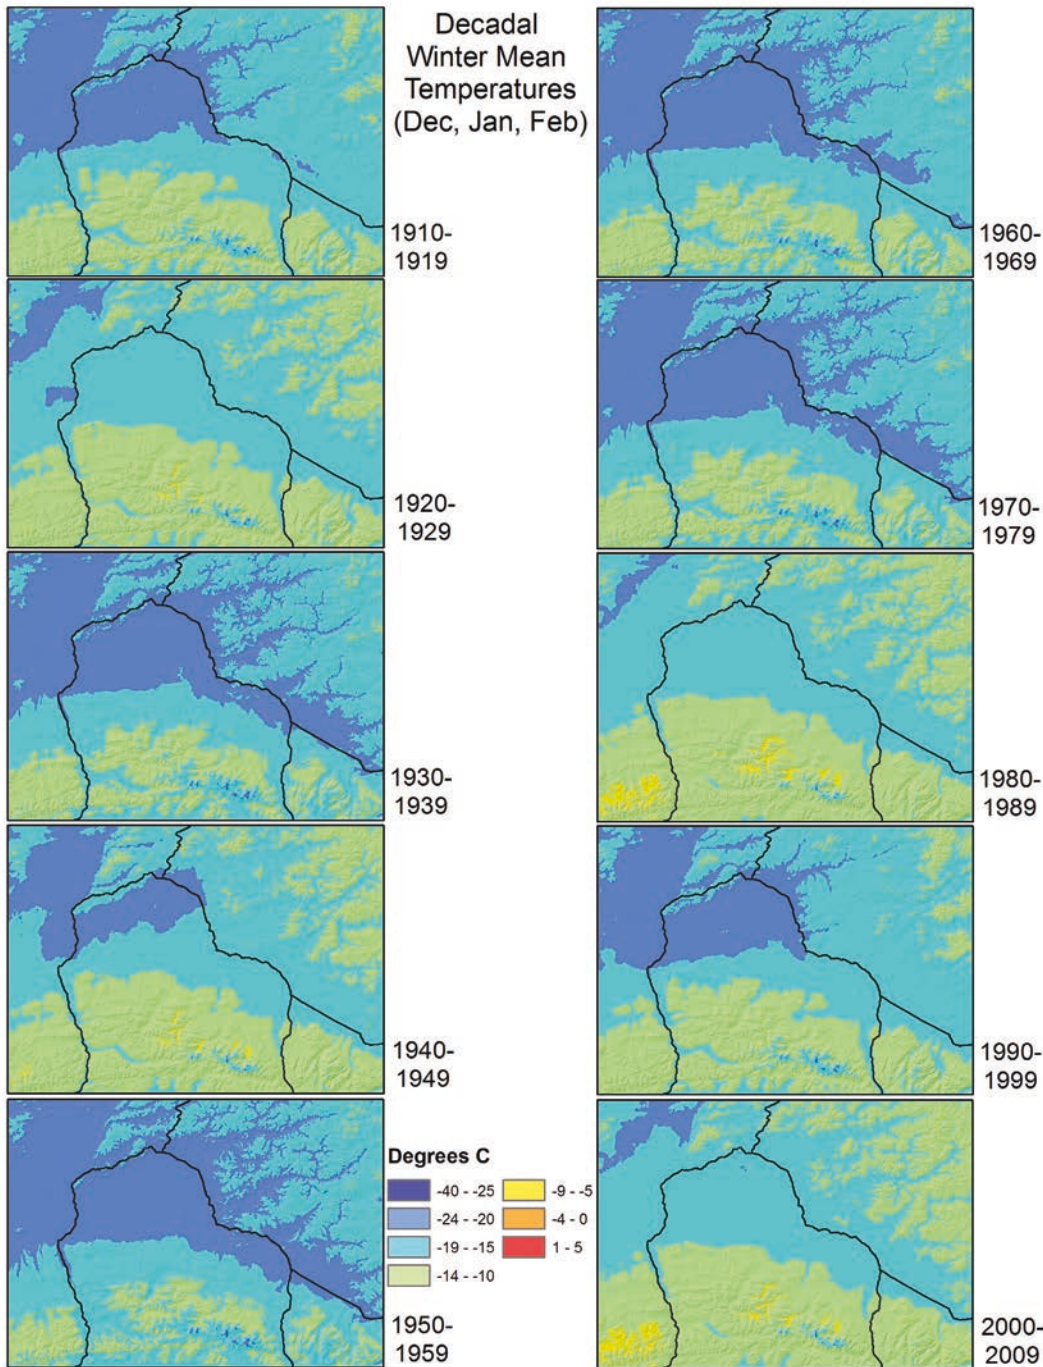 Decadal
Winter Mean
Temperatures
(Dec, Jan, Feb)
1910-
1919
1920-
1929
1930-
1939
1940-
1949
1950-
1959
1960-
1969
1970-
1979
1980-
1989
1990-
1999
2000-
2009
Degrees C
-40 - -25
-24 - -20
-19 - -15
-14 - -10
-9 - -5
-4 - 0
1 - 5